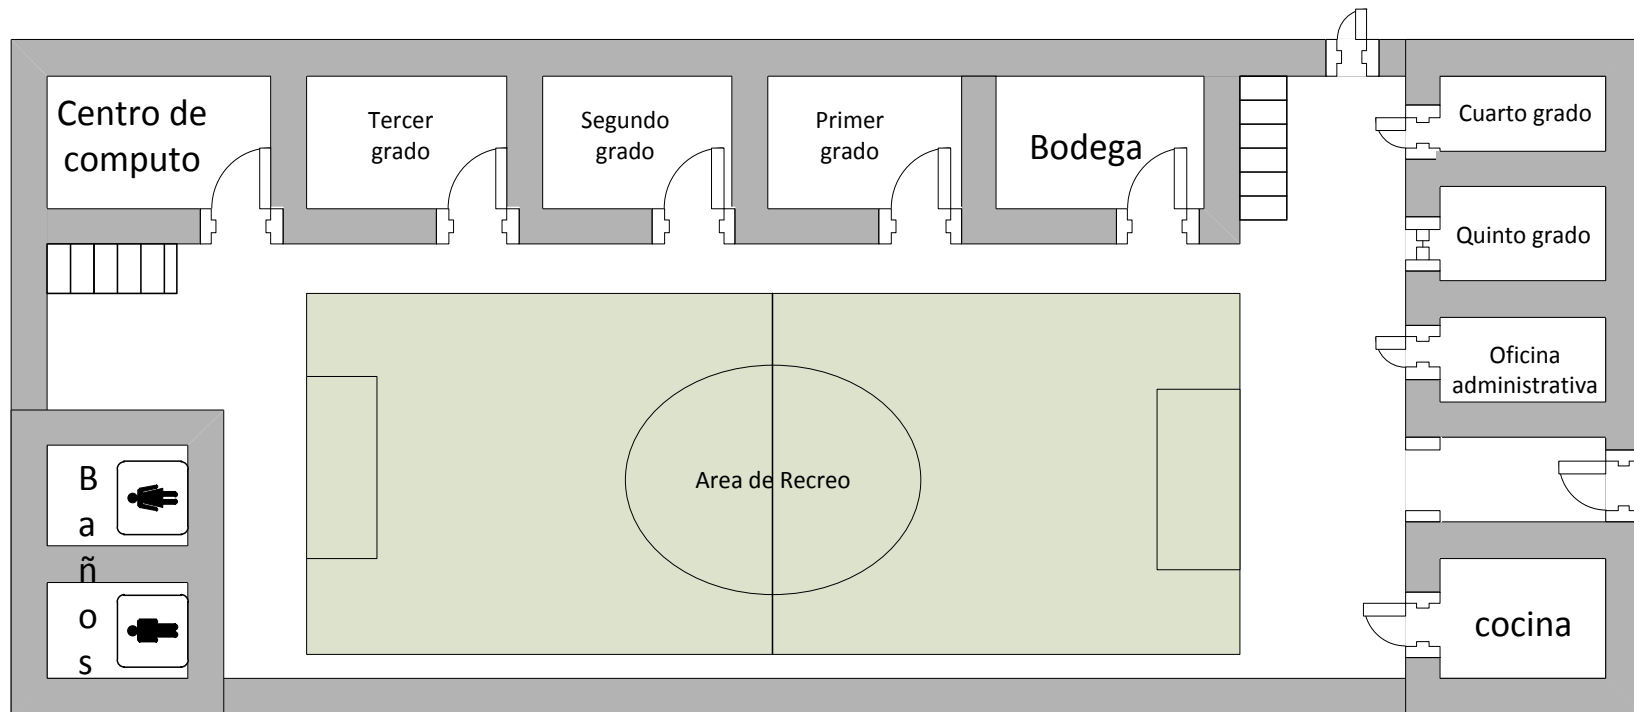 Centro de
computo
Tercer
grado
Segundo
grado
Primer
grado
Bodega
Cuarto grado
Quinto grado
Oficina
administrativa
Area de Recreo
B
a
ñ
o
s
cocina